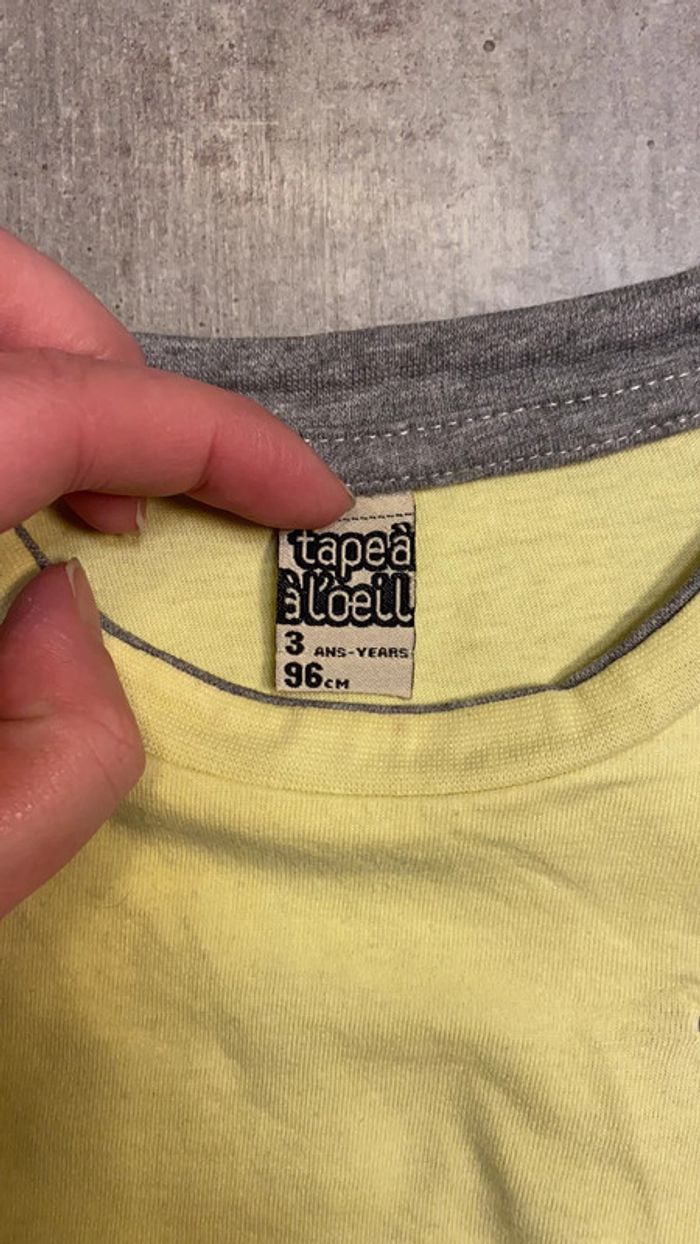 tapeà
à l'oeil
3 ANS-YEARS
96CM